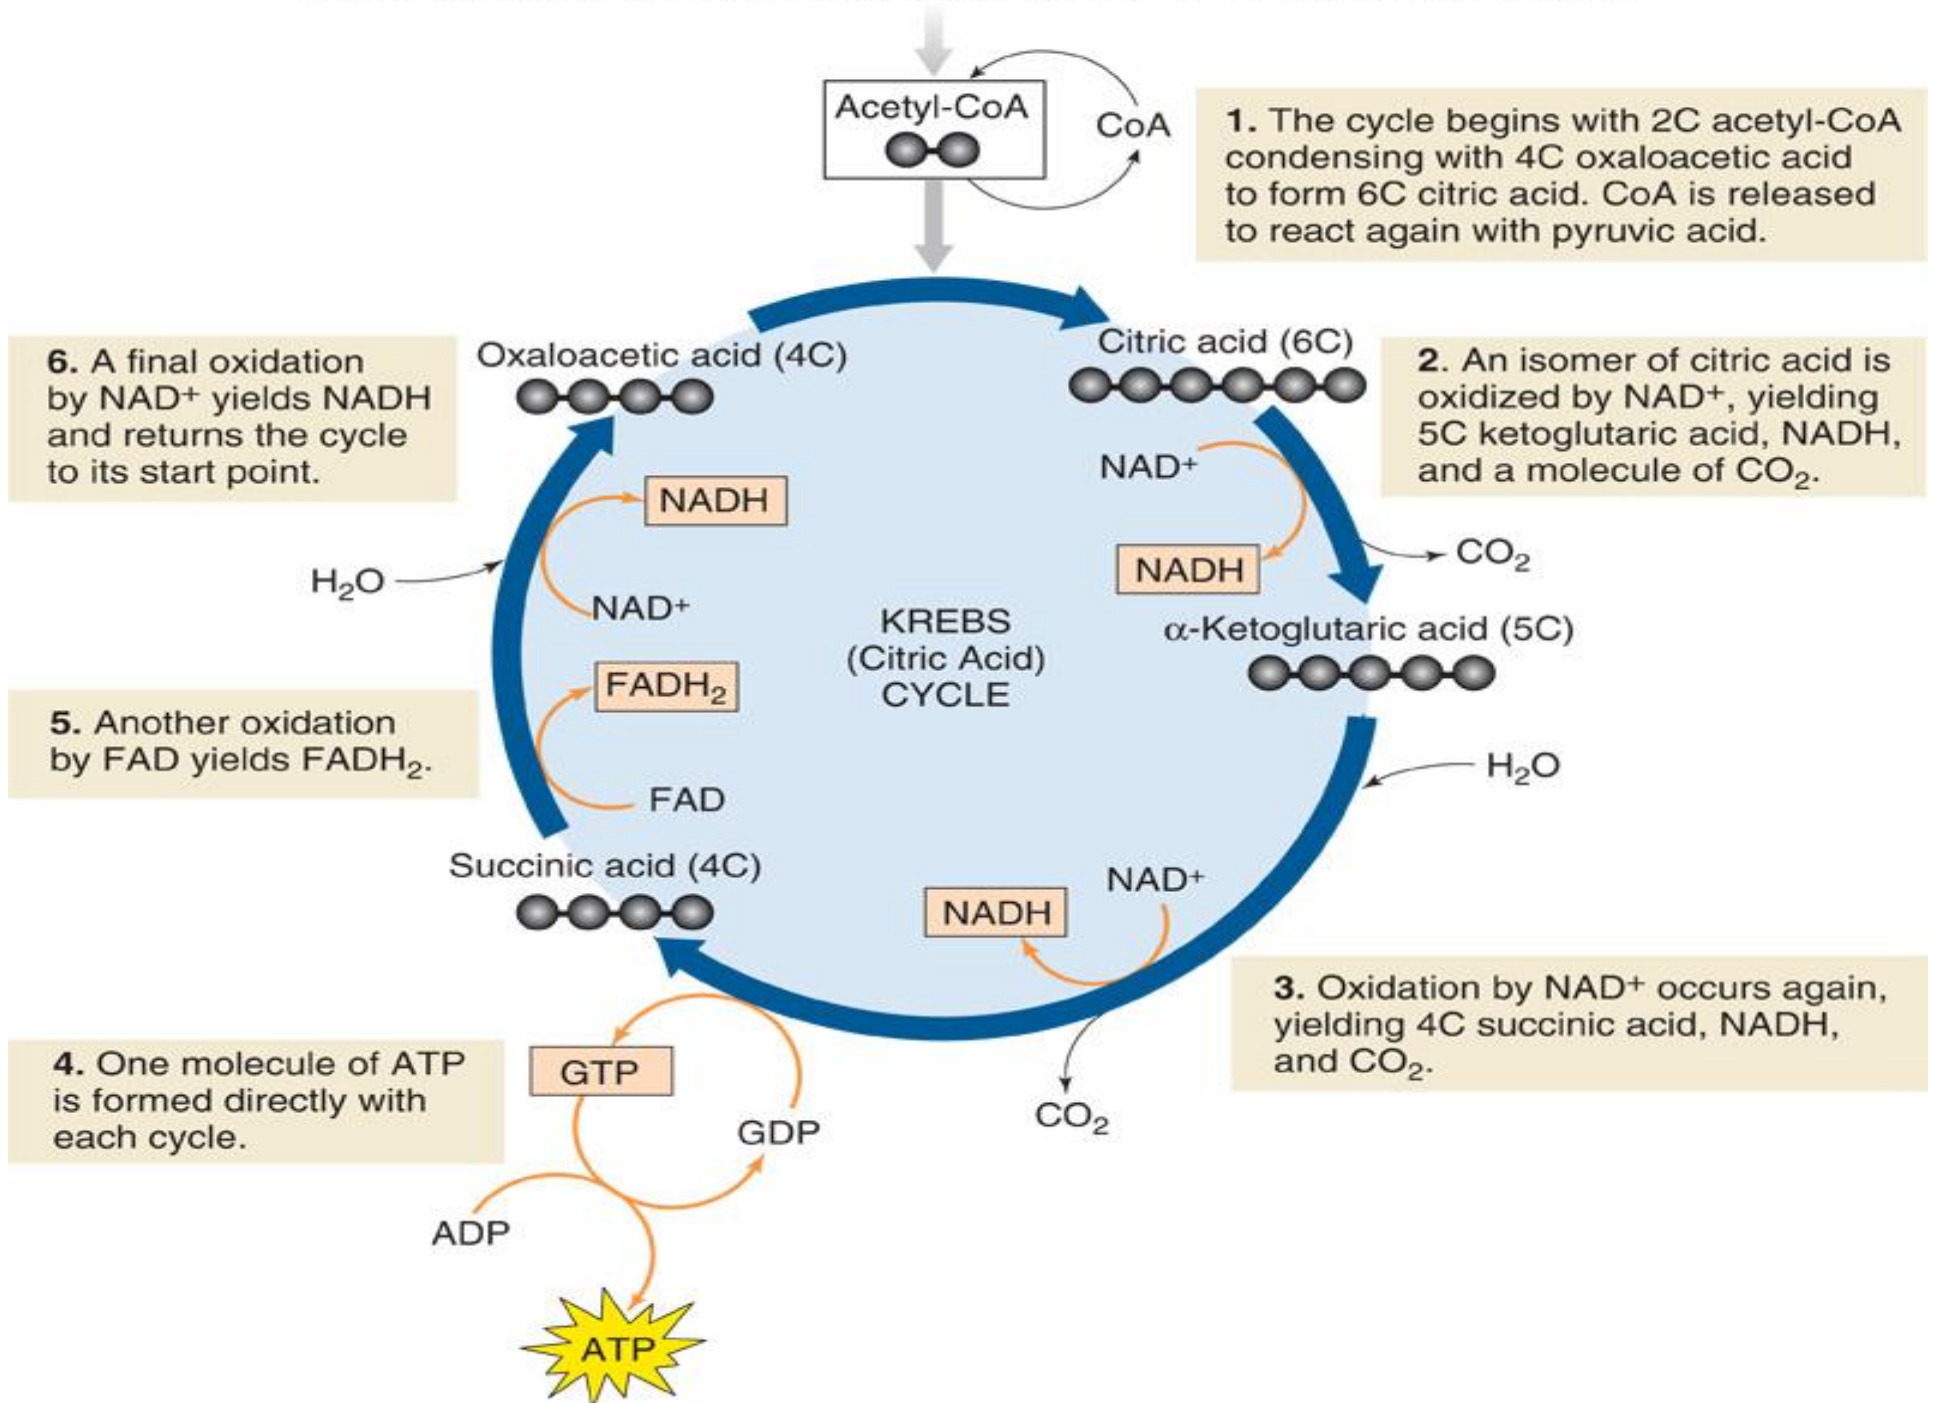 Acetyl-CoA
CoA
1. The cycle begins with 2C acetyl-CoA
condensing with 4C oxaloacetic acid
to form 6C citric acid. CoA is released
to react again with pyruvic acid.
6. A final oxidation
by NAD⁺ yields NADH
and returns the cycle
to its start point.
Oxaloacetic acid (4C)
Citric acid (6C)
2. An isomer of citric acid is
oxidized by NAD⁺, yielding
5C ketoglutaric acid, NADH,
and a molecule of CO₂.
NAD⁺
NADH
CO₂
NADH
NAD⁺
H₂O
KREBS
(Citric Acid)
CYCLE
α-Ketoglutaric acid (5C)
H₂O
5. Another oxidation
by FAD yields FADH₂.
FADH₂
FAD
Succinic acid (4C)
NAD⁺
NADH
3. Oxidation by NAD⁺ occurs again,
yielding 4C succinic acid, NADH,
and CO₂.
CO₂
4. One molecule of ATP
is formed directly with
each cycle.
GTP
GDP
ADP
ATP